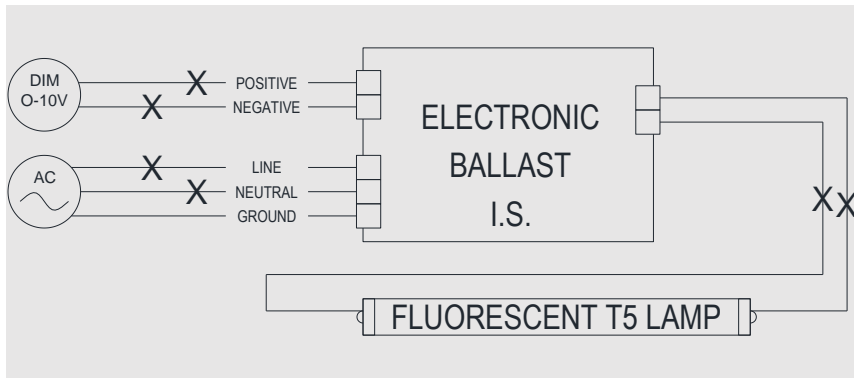 DIM
O-10V
POSITIVE
NEGATIVE
AC
LINE
NEUTRAL
GROUND
ELECTRONIC
BALLAST
I.S.
X
X
X
X
X
X
FLUORESCENT T5 LAMP